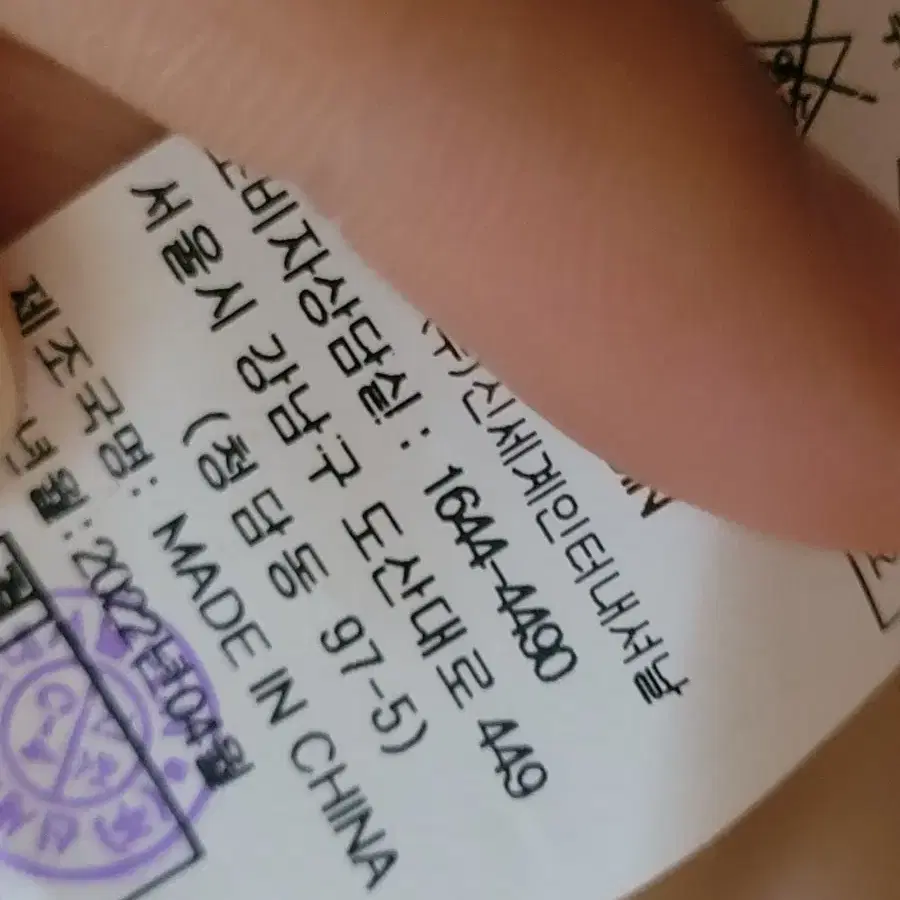 (주)신세계인터내셔날
소비자상담실 : 1644-4490
서울시 강남구 도산대로 449
(청담동 97-5)
제조국명: MADE IN CHINA
년월:2022년04월